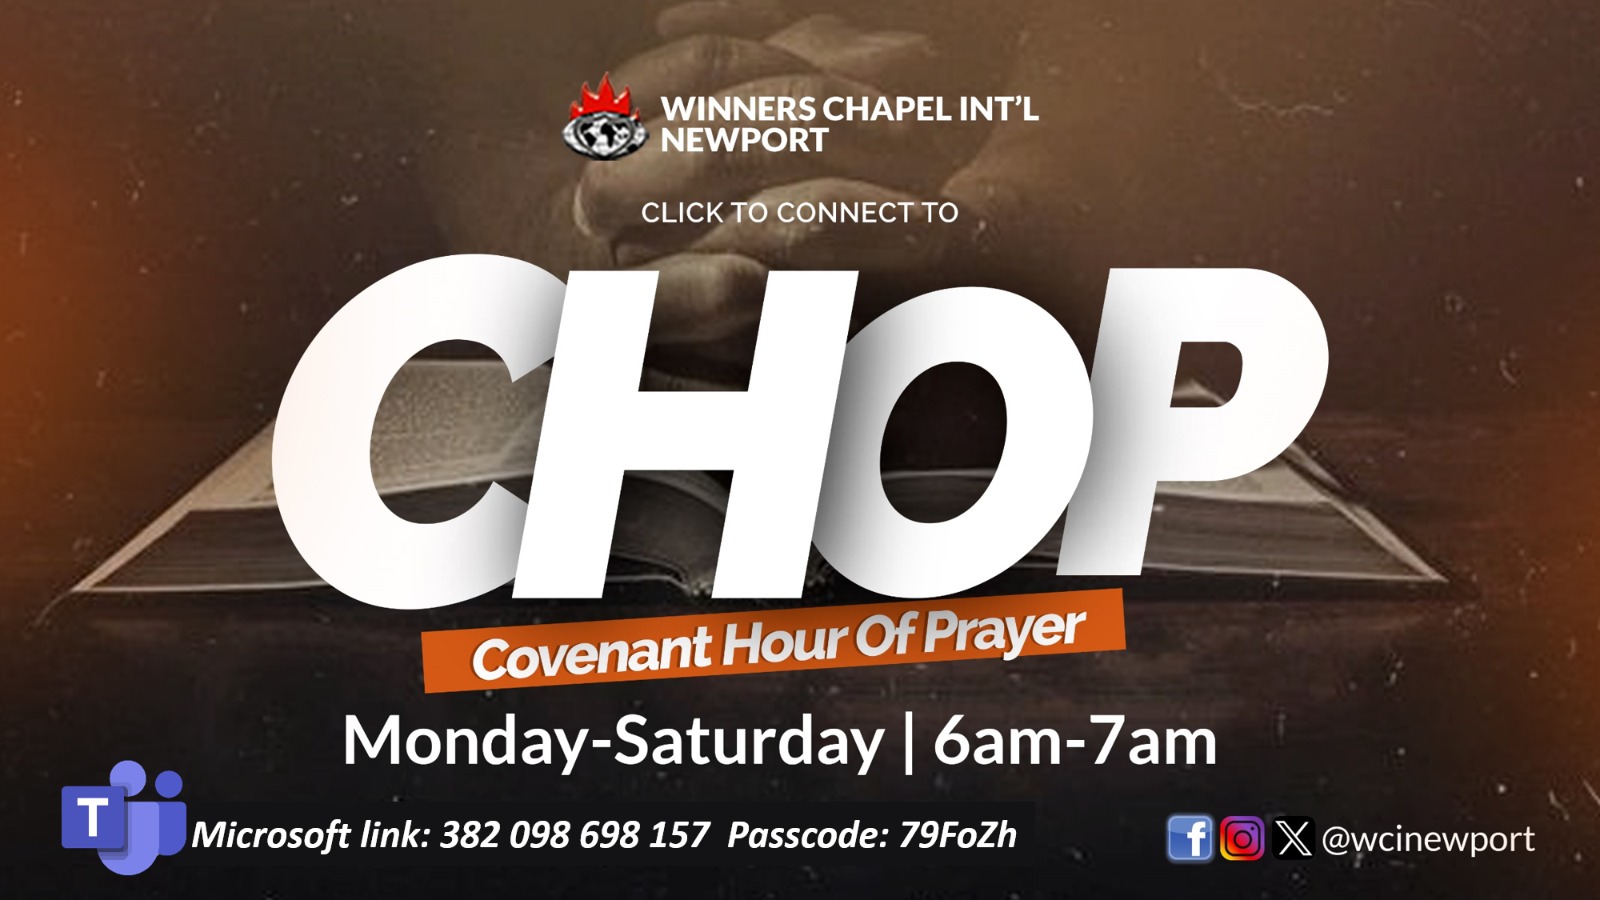 WINNERS CHAPEL INT'L
NEWPORT
CLICK TO CONNECT TO
CHOP
Covenant Hour Of Prayer
Monday-Saturday | 6am-7am
T
Microsoft link: 382 098 698 157 Passcode: 79FoZh
@wcinewport